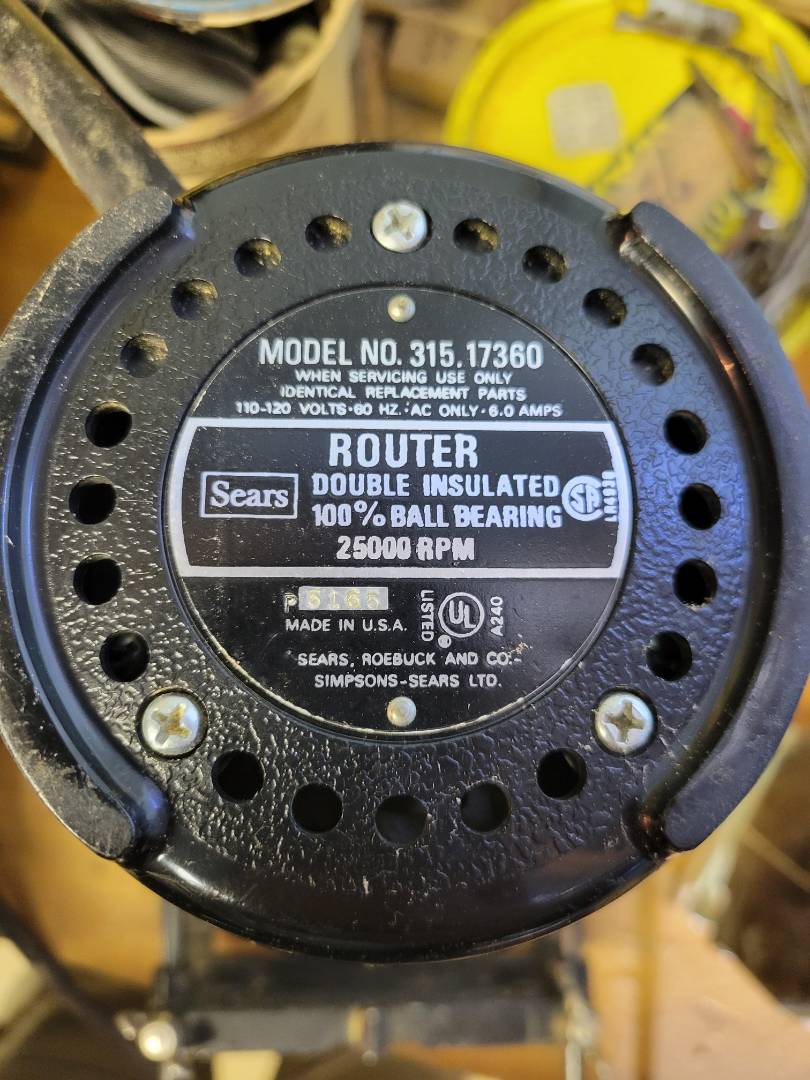 MODEL NO. 315.17360
WHEN SERVICING USE ONLY
IDENTICAL REPLACEMENT PARTS
110-120 VOLTS·60 HZ.·AC ONLY·6.0 AMPS
ROUTER
Sears
DOUBLE INSULATED
100% BALL BEARING
25000 RPM
SA
P 5165
MADE IN U.S.A.
LISTED
UL
®
A240
SEARS, ROEBUCK AND CO.-
SIMPSONS-SEARS LTD.